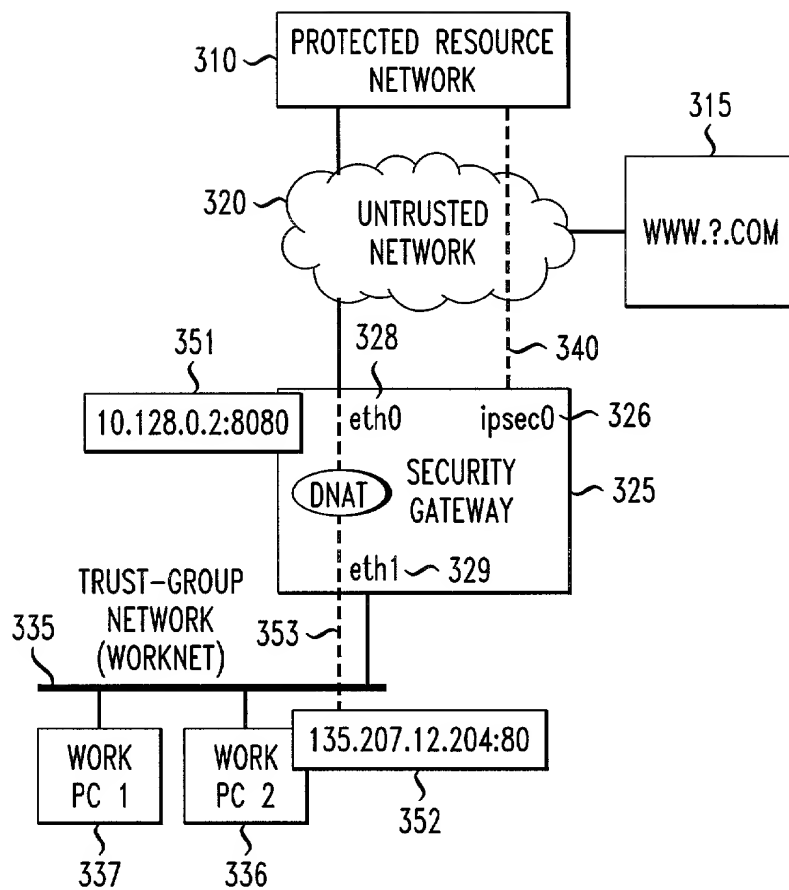 PROTECTED RESOURCE
NETWORK
310
315
320
UNTRUSTED
NETWORK
WWW.?.COM
351
328
340
10.128.0.2:8080
eth0
ipsec0
326
DNAT
SECURITY
GATEWAY
325
eth1
329
TRUST-GROUP
NETWORK
(WORKNET)
335
353
WORK
PC 1
WORK
PC 2
135.207.12.204:80
352
337
336